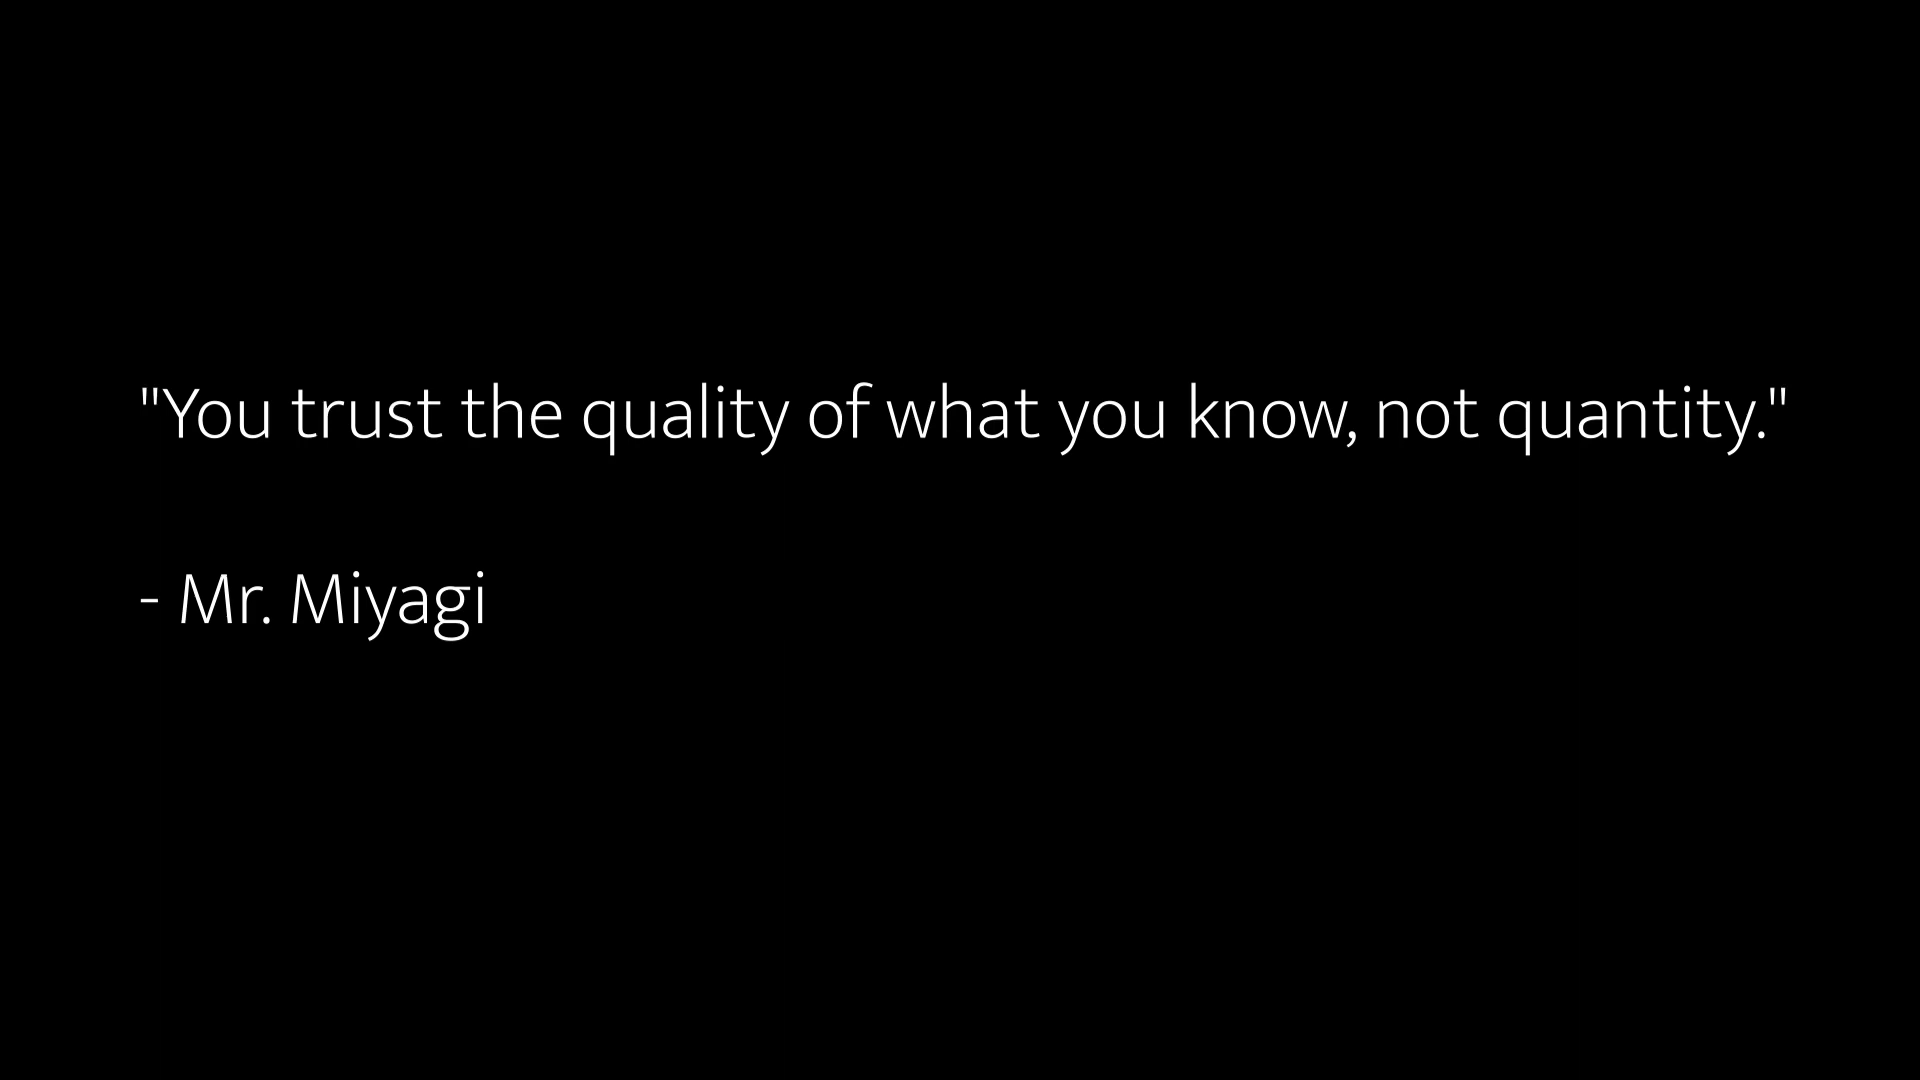 "You trust the quality of what you know, not quantity."
- Mr. Miyagi